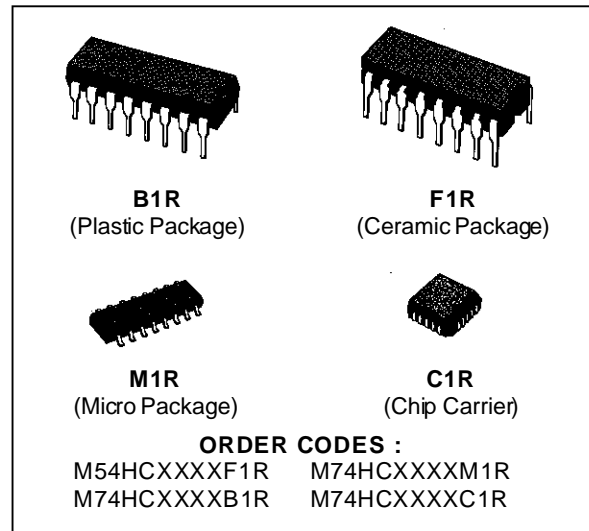 B1R
(Plastic Package)
F1R
(Ceramic Package)
M1R
(Micro Package)
C1R
(Chip Carrier)
ORDER CODES :
M54HCXXXXF1R M74HCXXXXM1R
M74HCXXXXB1R M74HCXXXXC1R